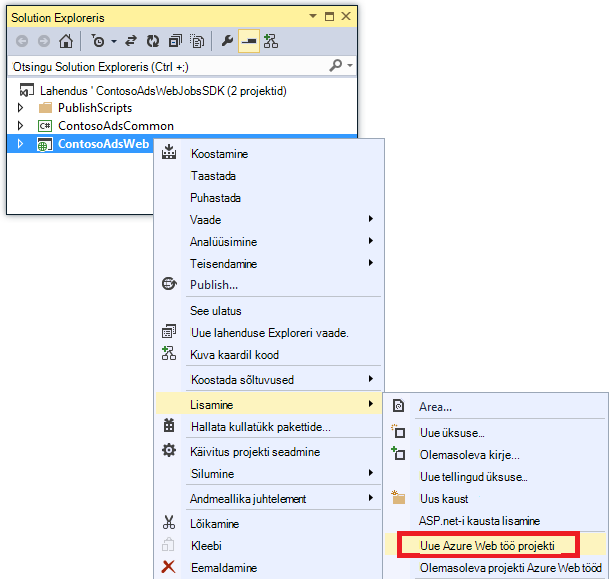 Solution Exploreris
Otsingu Solution Exploreris (Ctrl +;)
Lahendus ' ContosoAdsWebJobsSDK (2 projektid)
PublishScripts
C#
ContosoAdsCommon
ContosoAdsWeb
Koostamine
Taastada
Puhastada
Vaade
Analüüsimine
Teisendamine
Publish...
See ulatus
Uue lahenduse Exploreri vaade.
Kuva kaardil kood
Koostada sõltuvused
Lisamine
Hallata kullatükk pakettide...
Käivitus projekti seadmine
Silumine
Andmeallika juhtelement
Lõikamine
Kleebi
Eemaldamine
Area...
Uue üksuse...
Olemasoleva kirje...
Uue tellingud üksuse...
Uus kaust
ASP.net-i kausta lisamine
Uue Azure Web töö projekti
Olemasoleva projekti Azure Web tööd